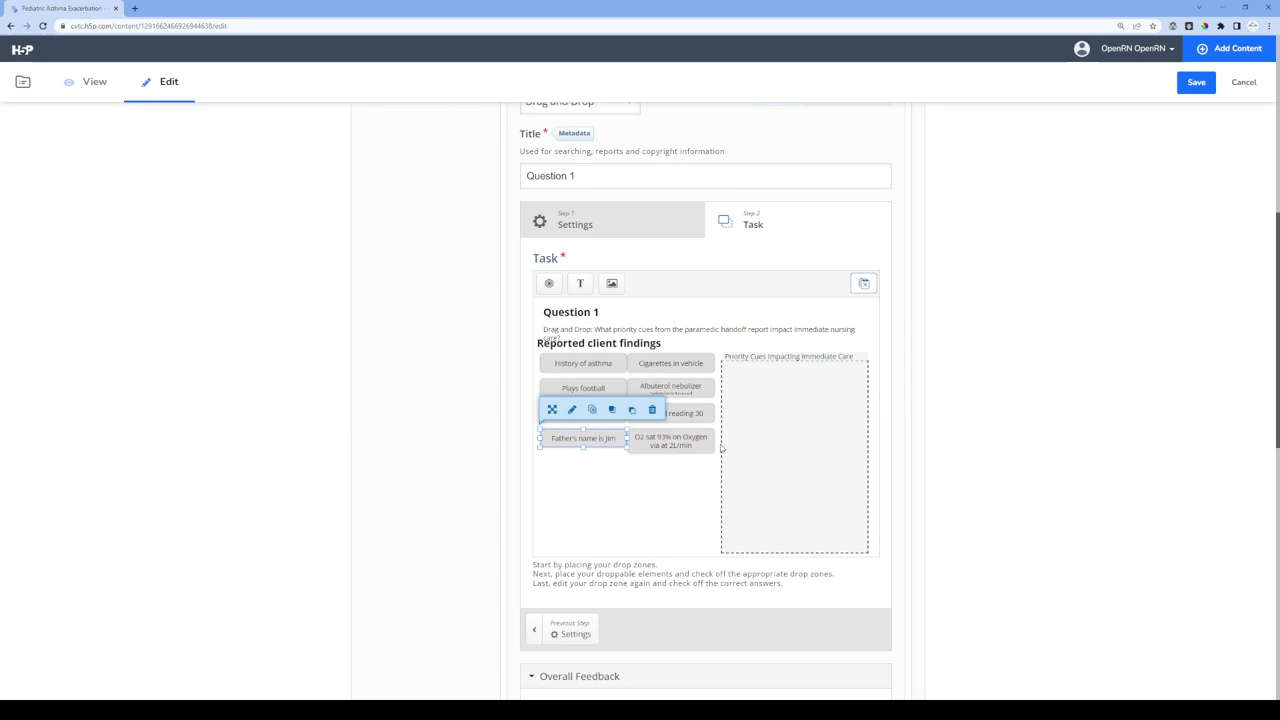 Pediatric Asthma Exacerbation -
cvtc.h5p.com/content/1291662466926944638/edit
H5P
OpenRN OpenRN
Add Content
View
Edit
Save
Cancel
Drag and Drop
Title * Metadata
Used for searching, reports and copyright information
Question 1
Step 1
Settings
Step 2
Task
Task *
T
Question 1
Drag and Drop: What priority cues from the paramedic handoff report impact immediate nursing
care?
Reported client findings
Priority Cues Impacting Immediate Care
History of asthma
Cigarettes in vehicle
Plays football
Albuterol nebulizer
administered
reading 30
Father's name is Jim
O2 sat 93% on Oxygen
via at 2L/min
Start by placing your drop zones.
Next, place your droppable elements and check off the appropriate drop zones.
Last, edit your drop zone again and check off the correct answers.
Previous Step
Settings
Overall Feedback